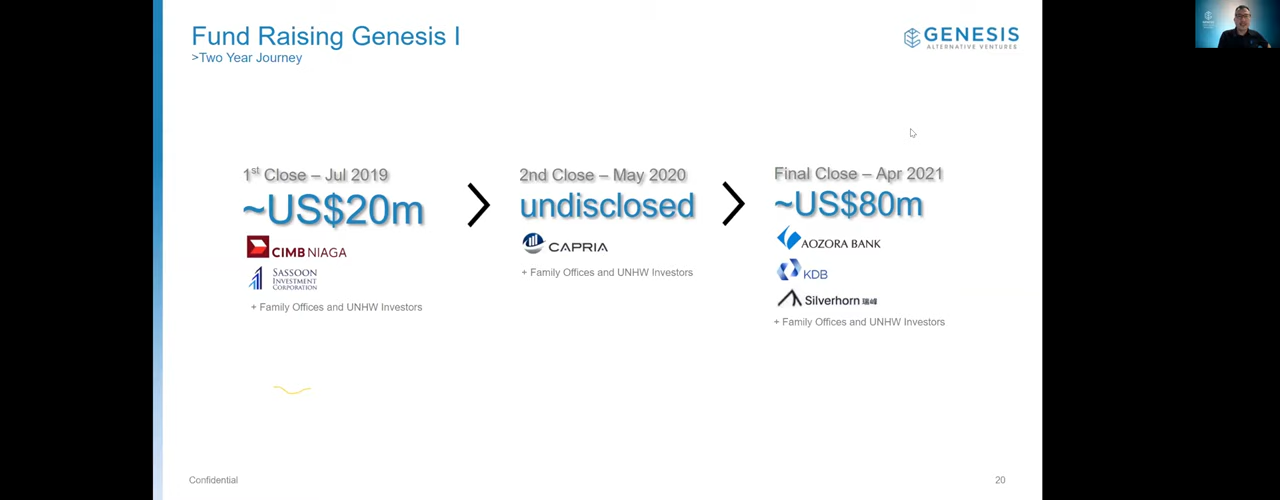 Fund Raising Genesis I
>Two Year Journey
GENESIS
ALTERNATIVE VENTURES
1st Close – Jul 2019
~US$20m
CIMB NIAGA
SASSOON
INVESTMENT
CORPORATION
+ Family Offices and UNHW Investors
2nd Close – May 2020
undisclosed
CAPRIA
+ Family Offices and UNHW Investors
Final Close – Apr 2021
~US$80m
AOZORA BANK
KDB
Silverhorn
+ Family Offices and UNHW Investors
Confidential
20